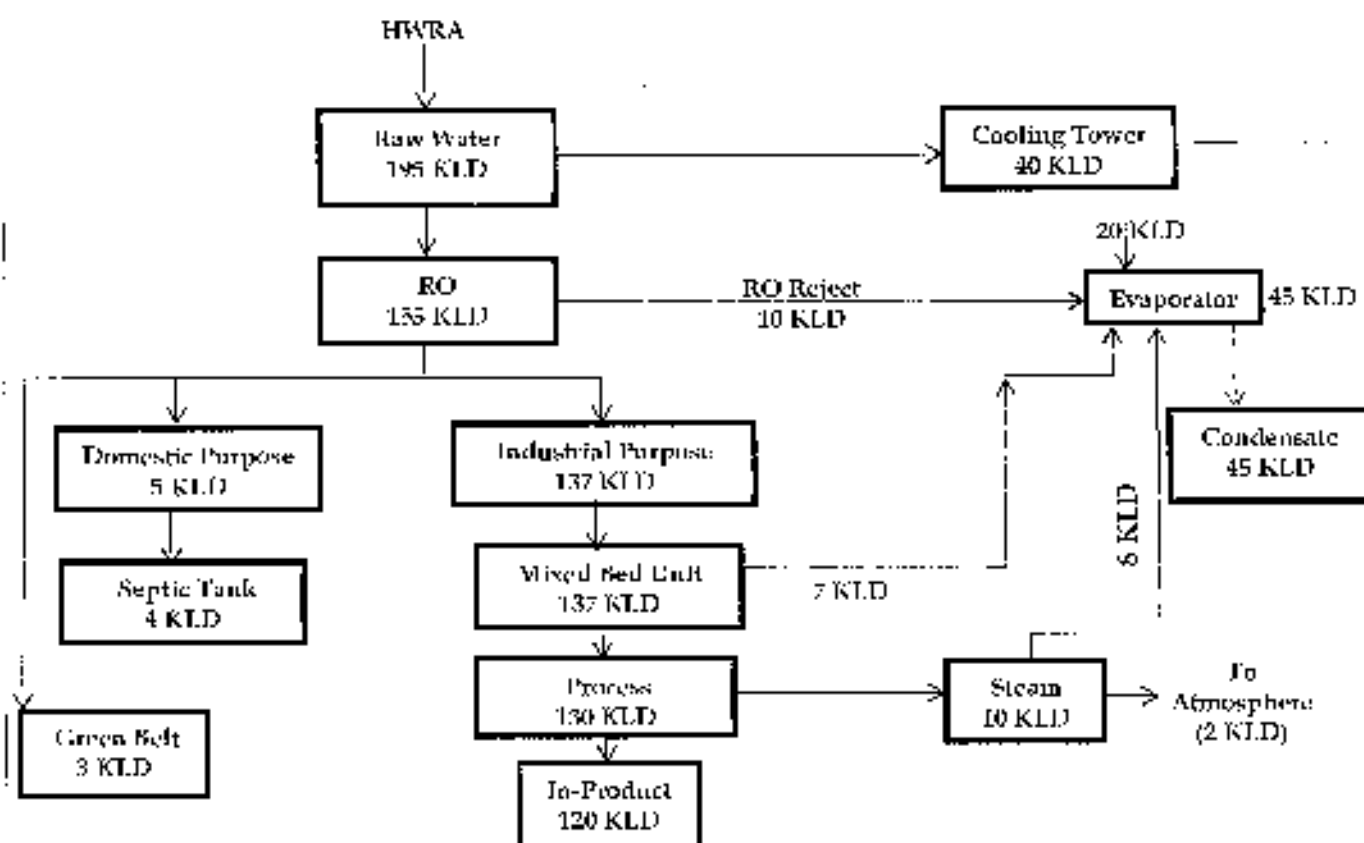 HWRA
Raw Water
195 KLD
Cooling Tower
40 KLD
20 KLD
RO
155 KLD
RO Reject
10 KLD
Evaporator
45 KLD
Domestic Purpose
5 KLD
Industrial Purpose
137 KLD
Condensate
45 KLD
Septic Tank
4 KLD
Mixed Bed Unit
137 KLD
7 KLD
KLD
Process
130 KLD
Steam
10 KLD
To
Atmosphere
(2 KLD)
Green Belt
3 KLD
In-Product
120 KLD